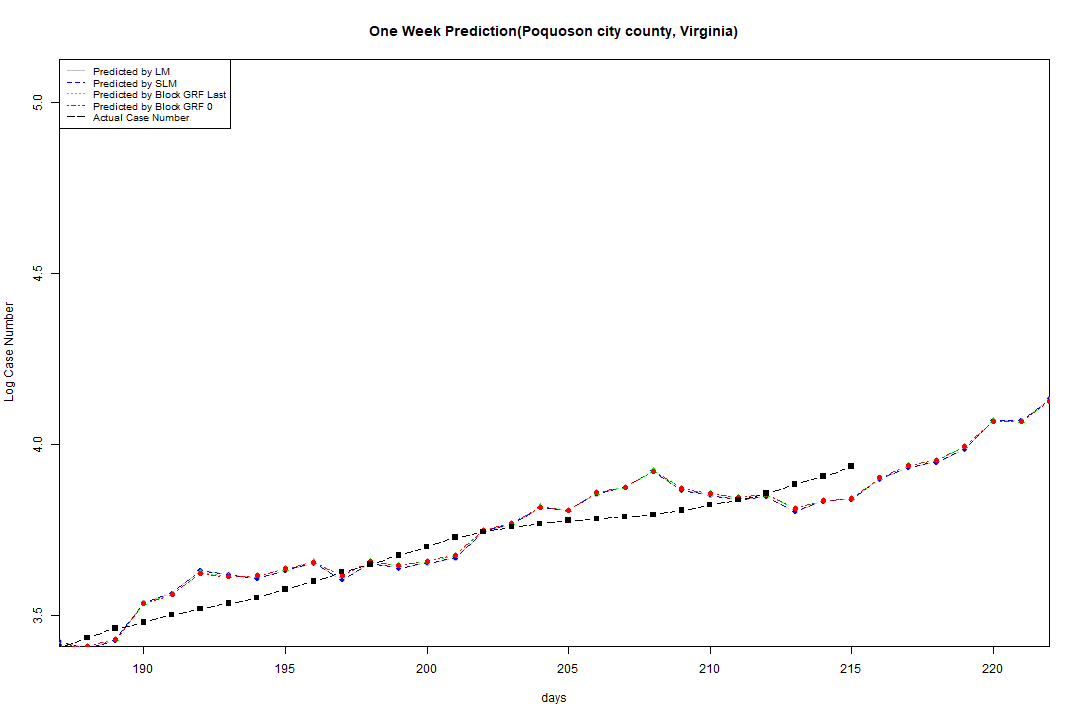 One Week Prediction(Poquoson city county, Virginia)
Predicted by LM
Predicted by SLM
Predicted by Block GRF Last
Predicted by Block GRF 0
Actual Case Number
5.0
4.5
4.0
3.5
Log Case Number
190 195 200 205 210 215 220
days